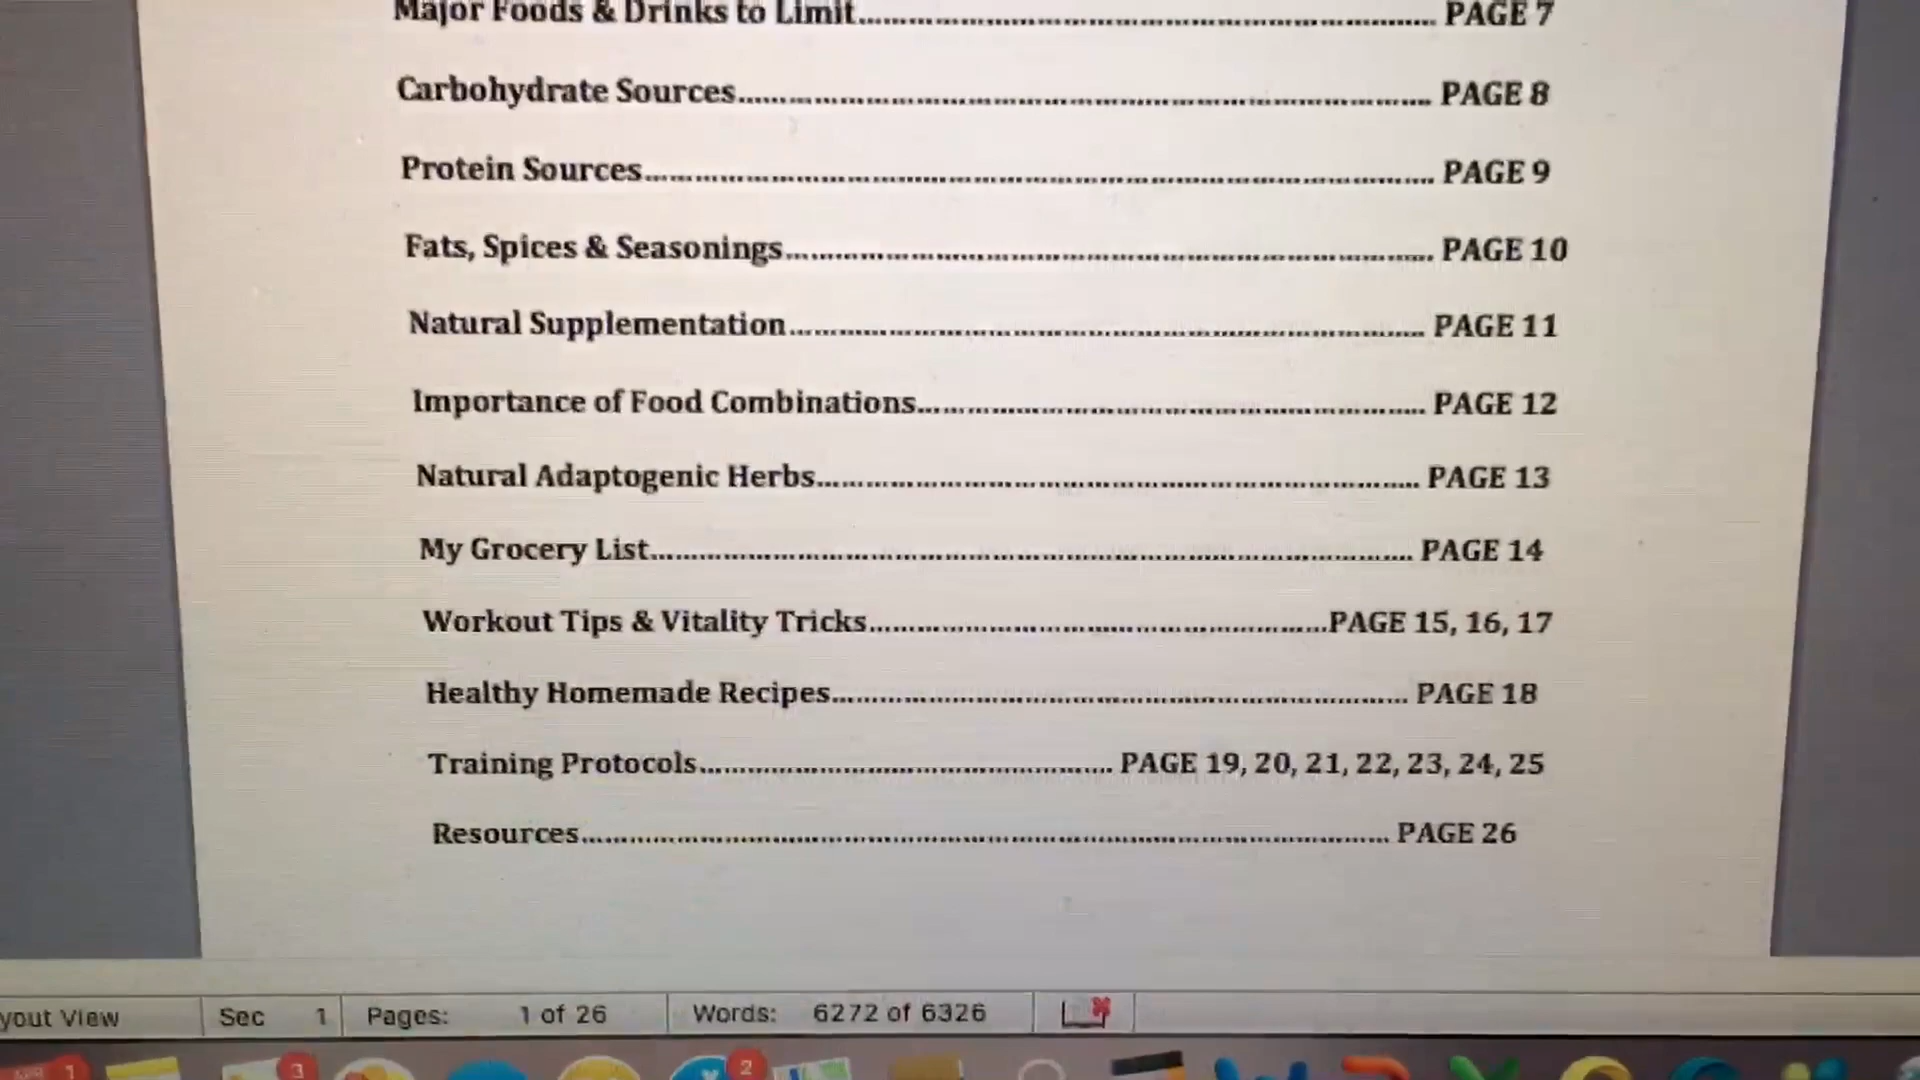 Major Foods & Drinks to Limit........ PAGE 7
Carbohydrate Sources........ PAGE 8
Protein Sources........ PAGE 9
Fats, Spices & Seasonings........ PAGE 10
Natural Supplementation........ PAGE 11
Importance of Food Combinations........ PAGE 12
Natural Adaptogenic Herbs........ PAGE 13
My Grocery List........ PAGE 14
Workout Tips & Vitality Tricks........PAGE 15, 16, 17
Healthy Homemade Recipes........ PAGE 18
Training Protocols........ PAGE 19, 20, 21, 22, 23, 24, 25
Resources........ PAGE 26
yout View Sec 1 Pages: 1 of 26 Words: 6272 of 6326
1 3 2